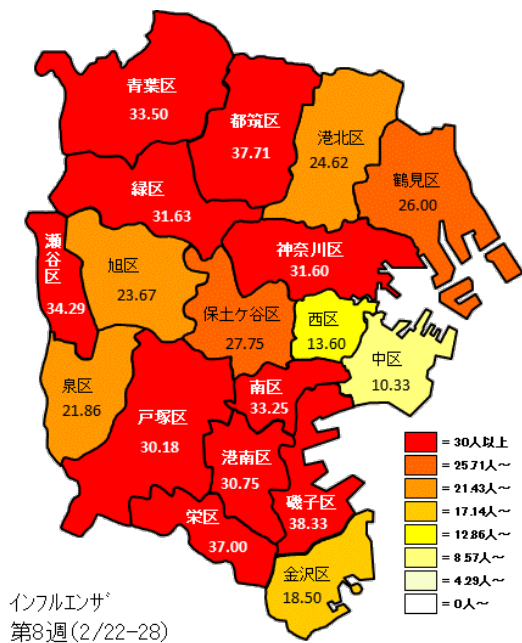 青葉区
33.50
都筑区
37.71
港北区
24.62
鶴見区
26.00
緑区
31.63
神奈川区
31.60
瀬谷区
34.29
旭区
23.67
保土ケ谷区
27.75
西区
13.60
中区
10.33
泉区
21.86
戸塚区
30.18
南区
33.25
港南区
30.75
磯子区
38.33
栄区
37.00
金沢区
18.50
=30人以上
=25.71人～
=21.43人～
=17.14人～
=12.86人～
=8.57人～
=4.29人～
=0人～
インフルエンザ
第8週(2/22-28)